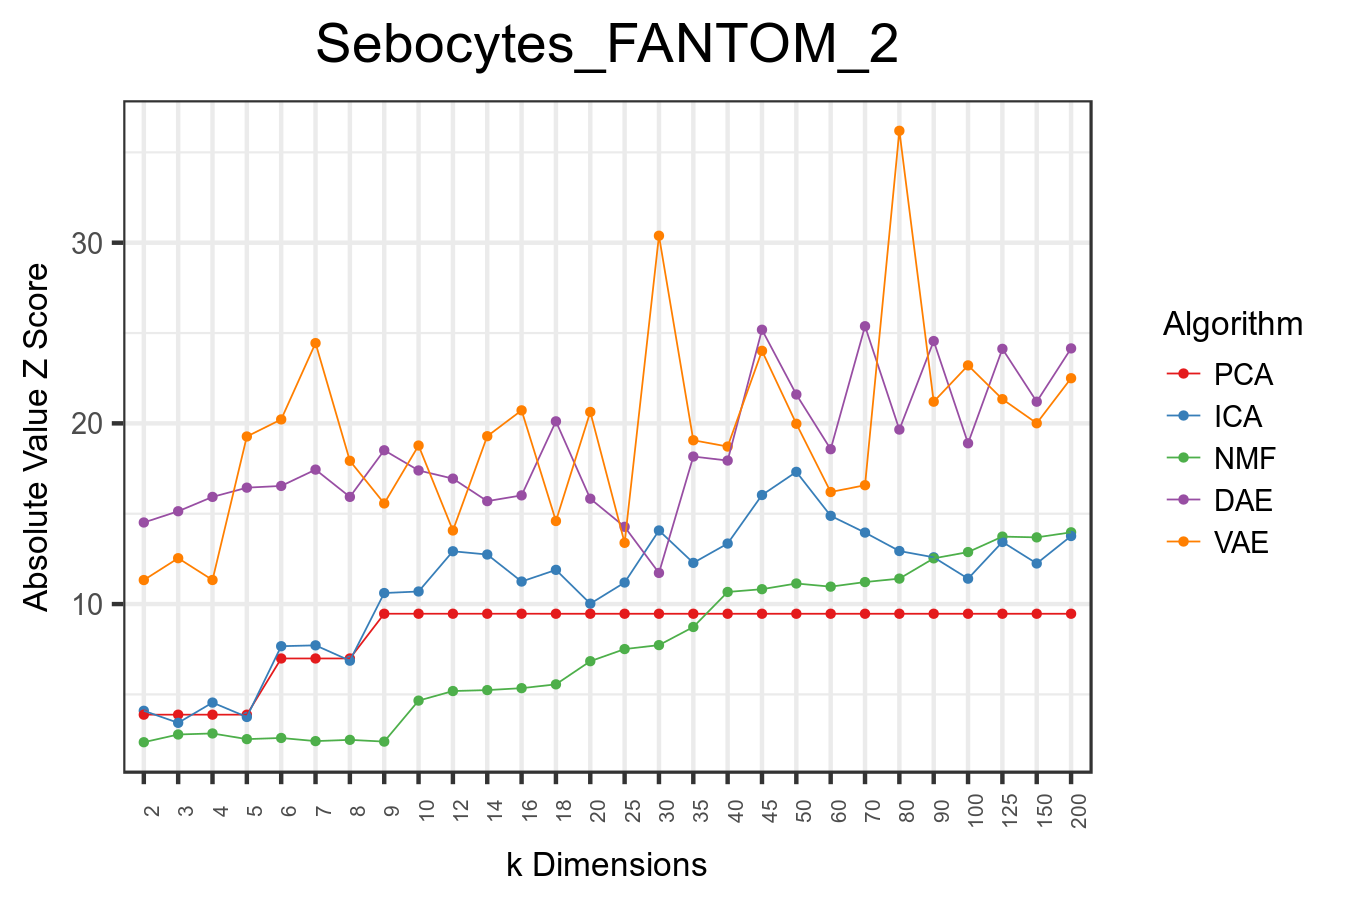 Sebocytes_FANTOM_2
Absolute Value Z Score
30
20
10
2 3 4 5 6 7 8 9 10 12 14 16 18 20 25 30 35 40 45 50 60 70 80 90 100 125 150 200
k Dimensions
Algorithm
PCA
ICA
NMF
DAE
VAE